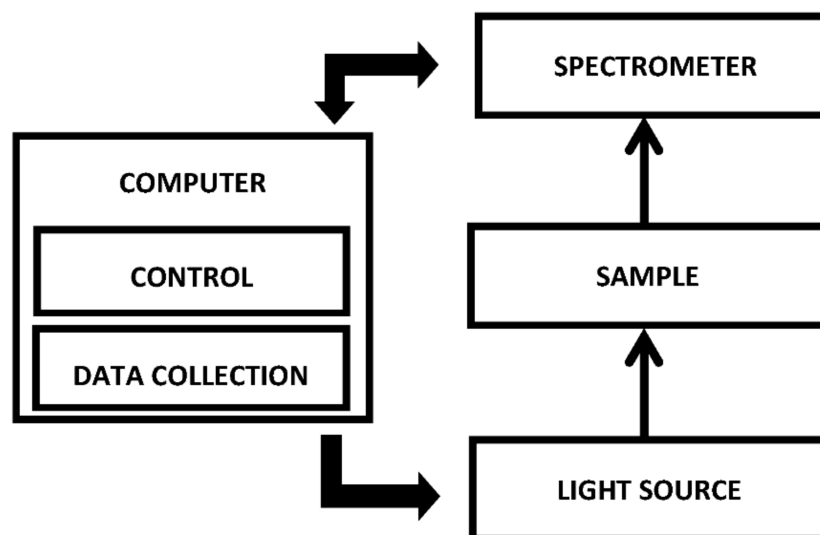 SPECTROMETER
COMPUTER
CONTROL
SAMPLE
DATA COLLECTION
LIGHT SOURCE